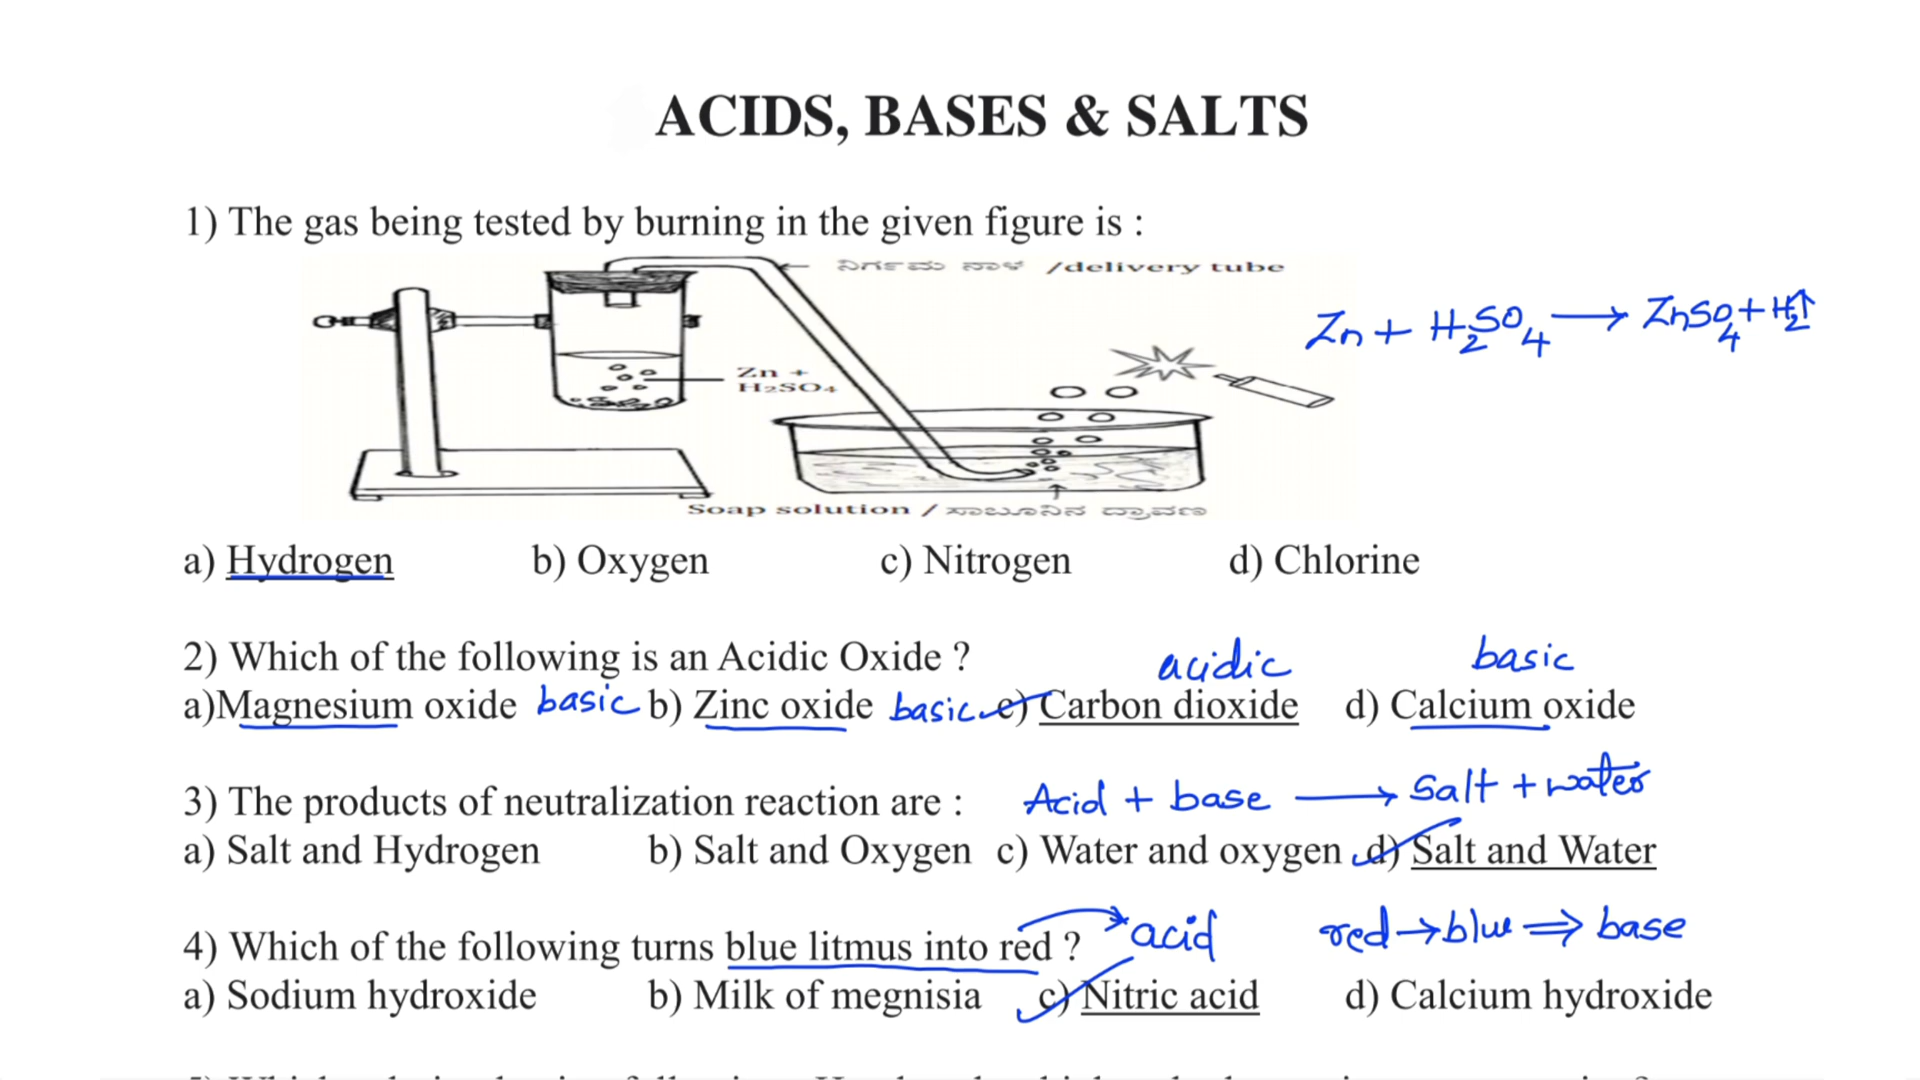 ACIDS, BASES & SALTS
1) The gas being tested by burning in the given figure is :
ನಿರ್ಗಮ ನಾಳ /delivery tube
Zn + H₂SO₄ ⟶ ZnSO₄ + H₂↑
Zn +
H₂SO₄
Soap solution / ಸಾಬೂನಿನ ದ್ರಾವಣ
a) Hydrogen b) Oxygen c) Nitrogen d) Chlorine
2) Which of the following is an Acidic Oxide ? acidic basic
a)Magnesium oxide basic b) Zinc oxide basic c) Carbon dioxide d) Calcium oxide
3) The products of neutralization reaction are : Acid + base ⟶ Salt + water
a) Salt and Hydrogen b) Salt and Oxygen c) Water and oxygen d) Salt and Water
4) Which of the following turns blue litmus into red ? acid red → blue ⇒ base
a) Sodium hydroxide b) Milk of megnisia c) Nitric acid d) Calcium hydroxide